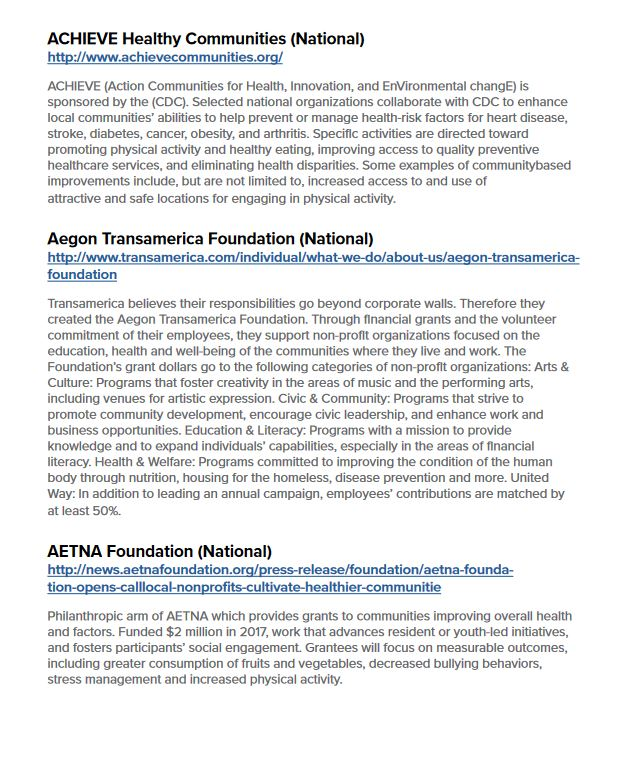 ACHIEVE Healthy Communities (National)
http://www.achievecommunities.org/
ACHIEVE (Action Communities for Health, Innovation, and EnVironmental changE) is
sponsored by the (CDC). Selected national organizations collaborate with CDC to enhance
local communities' abilities to help prevent or manage health-risk factors for heart disease,
stroke, diabetes, cancer, obesity, and arthritis. Specific activities are directed toward
promoting physical activity and healthy eating, improving access to quality preventive
healthcare services, and eliminating health disparities. Some examples of communitybased
improvements include, but are not limited to, increased access to and use of
attractive and safe locations for engaging in physical activity.
Aegon Transamerica Foundation (National)
http://www.transamerica.com/individual/what-we-do/about-us/aegon-transamerica-
foundation
Transamerica believes their responsibilities go beyond corporate walls. Therefore they
created the Aegon Transamerica Foundation. Through financial grants and the volunteer
commitment of their employees, they support non-profit organizations focused on the
education, health and well-being of the communities where they live and work. The
Foundation's grant dollars go to the following categories of non-profit organizations: Arts &
Culture: Programs that foster creativity in the areas of music and the performing arts,
including venues for artistic expression. Civic & Community: Programs that strive to
promote community development, encourage civic leadership, and enhance work and
business opportunities. Education & Literacy: Programs with a mission to provide
knowledge and to expand individuals' capabilities, especially in the areas of financial
literacy. Health & Welfare: Programs committed to improving the condition of the human
body through nutrition, housing for the homeless, disease prevention and more. United
Way: In addition to leading an annual campaign, employees' contributions are matched by
at least 50%.
AETNA Foundation (National)
http://news.aetnafoundation.org/press-release/foundation/aetna-founda-
tion-opens-calllocal-nonprofits-cultivate-healthier-communitie
Philanthropic arm of AETNA which provides grants to communities improving overall health
and factors. Funded $2 million in 2017, work that advances resident or youth-led initiatives,
and fosters participants' social engagement. Grantees will focus on measurable outcomes,
including greater consumption of fruits and vegetables, decreased bullying behaviors,
stress management and increased physical activity.